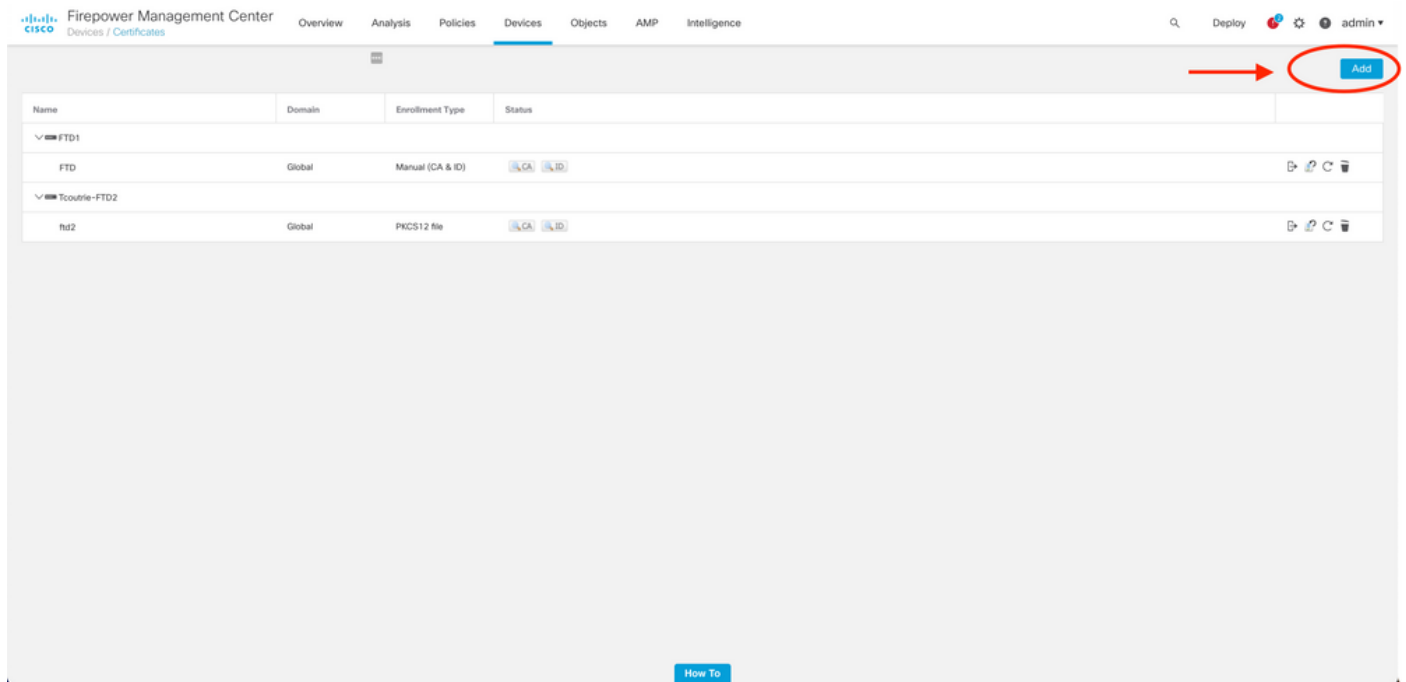 CISCO Firepower Management Center Overview Analysis Policies Devices Objects AMP Intelligence Deploy 2 admin
Devices / Certificates
Add
Name Domain Enrollment Type Status
FTD1
FTD Global Manual (CA & ID) CA ID
Tcoutrie-FTD2
ftd2 Global PKCS12 file CA ID
How To